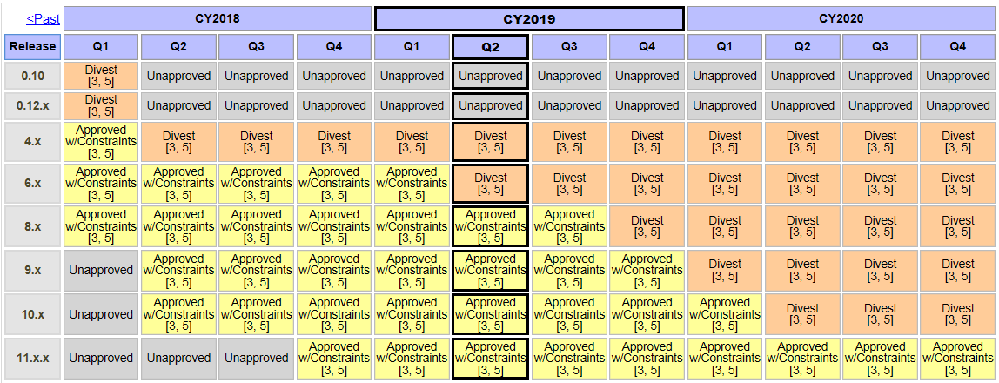 <Past CY2018 CY2019 CY2020
Release Q1 Q2 Q3 Q4 Q1 Q2 Q3 Q4 Q1 Q2 Q3 Q4
0.10 Divest [3, 5] Unapproved Unapproved Unapproved Unapproved Unapproved Unapproved Unapproved Unapproved Unapproved Unapproved Unapproved
0.12.x Divest [3, 5] Unapproved Unapproved Unapproved Unapproved Unapproved Unapproved Unapproved Unapproved Unapproved Unapproved Unapproved
4.x Approved w/Constraints [3, 5] Divest [3, 5] Divest [3, 5] Divest [3, 5] Divest [3, 5] Divest [3, 5] Divest [3, 5] Divest [3, 5] Divest [3, 5] Divest [3, 5] Divest [3, 5] Divest [3, 5]
6.x Approved w/Constraints [3, 5] Approved w/Constraints [3, 5] Approved w/Constraints [3, 5] Approved w/Constraints [3, 5] Approved w/Constraints [3, 5] Divest [3, 5] Divest [3, 5] Divest [3, 5] Divest [3, 5] Divest [3, 5] Divest [3, 5] Divest [3, 5]
8.x Approved w/Constraints [3, 5] Approved w/Constraints [3, 5] Approved w/Constraints [3, 5] Approved w/Constraints [3, 5] Approved w/Constraints [3, 5] Approved w/Constraints [3, 5] Approved w/Constraints [3, 5] Divest [3, 5] Divest [3, 5] Divest [3, 5] Divest [3, 5] Divest [3, 5]
9.x Unapproved Approved w/Constraints [3, 5] Approved w/Constraints [3, 5] Approved w/Constraints [3, 5] Approved w/Constraints [3, 5] Approved w/Constraints [3, 5] Approved w/Constraints [3, 5] Approved w/Constraints [3, 5] Divest [3, 5] Divest [3, 5] Divest [3, 5] Divest [3, 5]
10.x Unapproved Approved w/Constraints [3, 5] Approved w/Constraints [3, 5] Approved w/Constraints [3, 5] Approved w/Constraints [3, 5] Approved w/Constraints [3, 5] Approved w/Constraints [3, 5] Approved w/Constraints [3, 5] Approved w/Constraints [3, 5] Divest [3, 5] Divest [3, 5] Divest [3, 5]
11.x.x Unapproved Unapproved Unapproved Approved w/Constraints [3, 5] Approved w/Constraints [3, 5] Approved w/Constraints [3, 5] Approved w/Constraints [3, 5] Approved w/Constraints [3, 5] Approved w/Constraints [3, 5] Approved w/Constraints [3, 5] Approved w/Constraints [3, 5] Approved w/Constraints [3, 5]